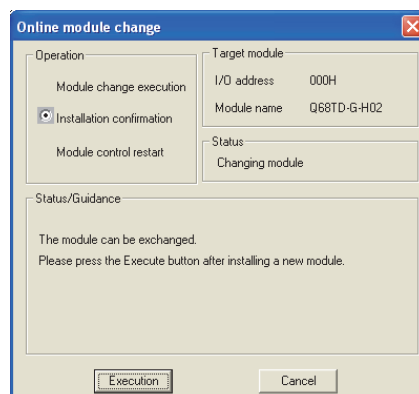 Online module change
Operation
Module change execution
Installation confirmation
Module control restart
Target module
I/O address 000H
Module name Q68TD-G-H02
Status
Changing module
Status/Guidance
The module can be exchanged.
Please press the Execute button after installing a new module.
Execution Cancel